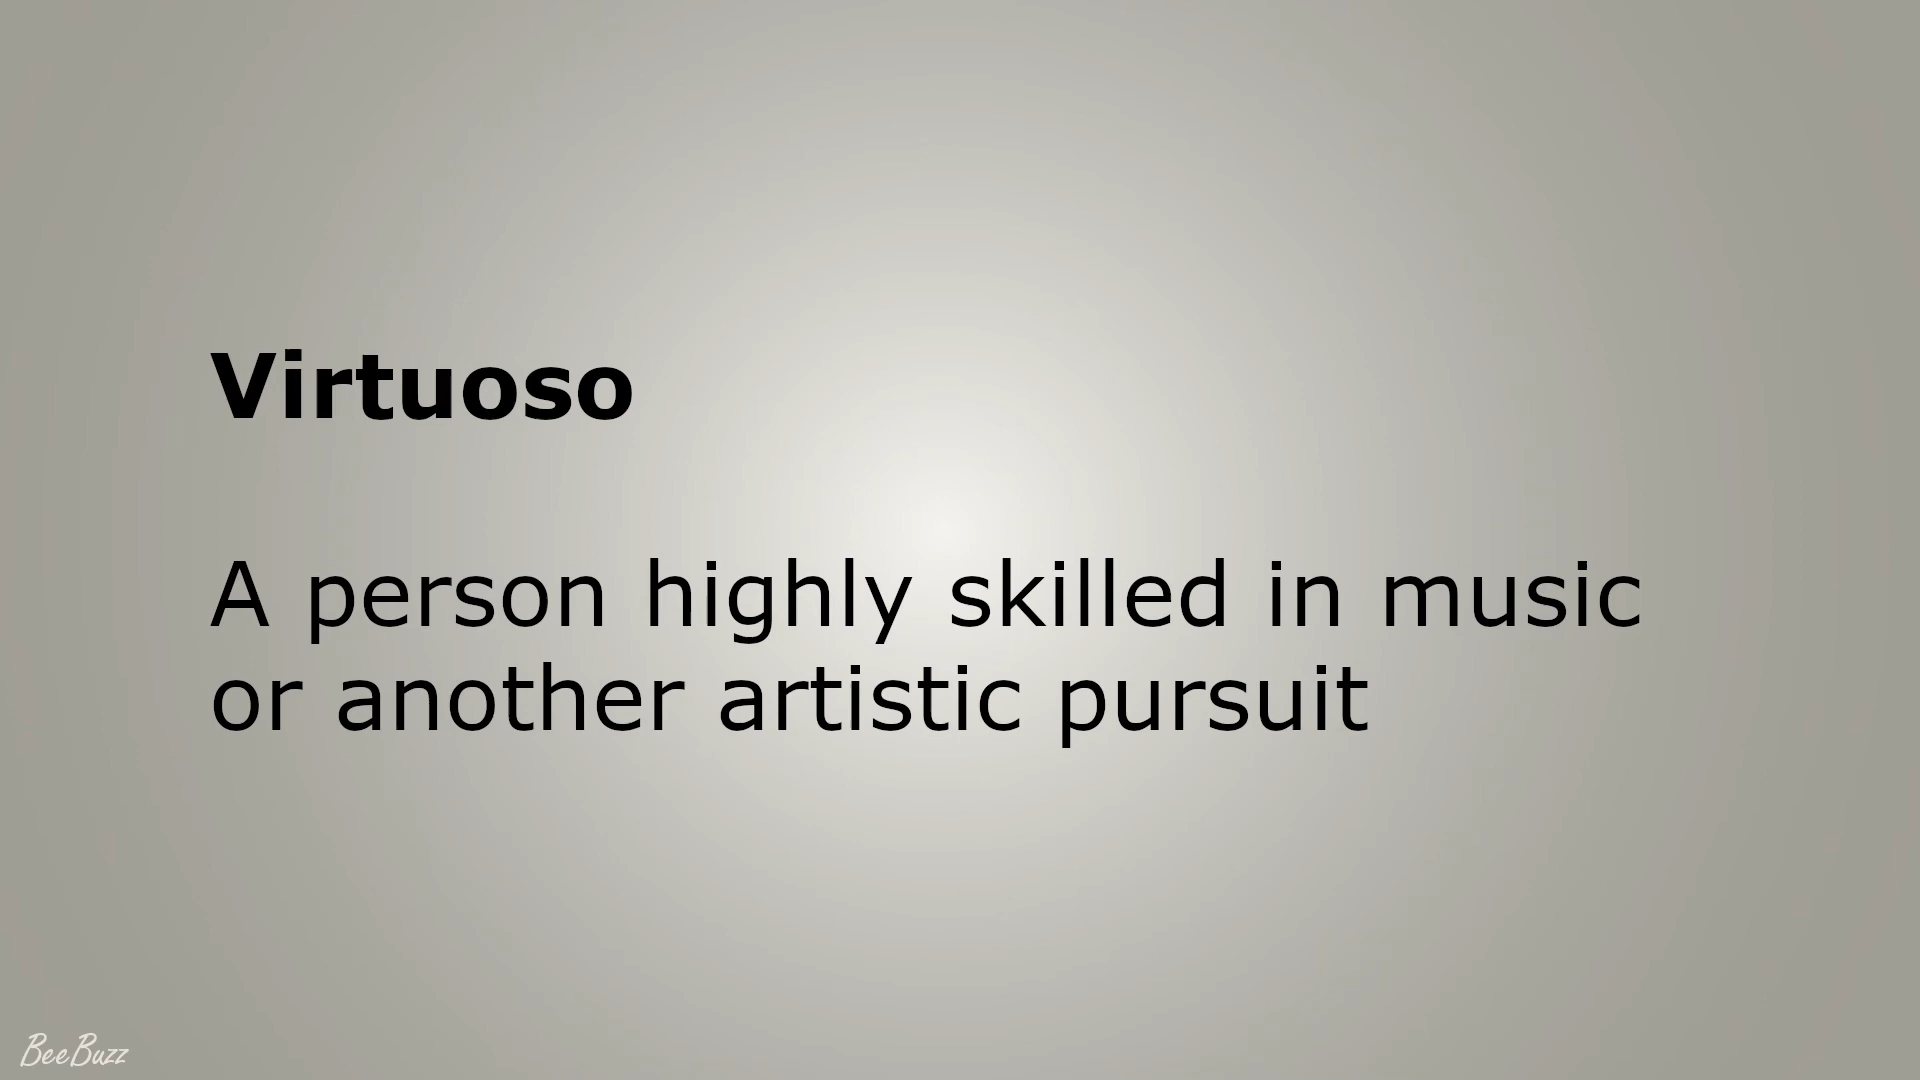 Virtuoso
A person highly skilled in music
or another artistic pursuit
BeeBuzz